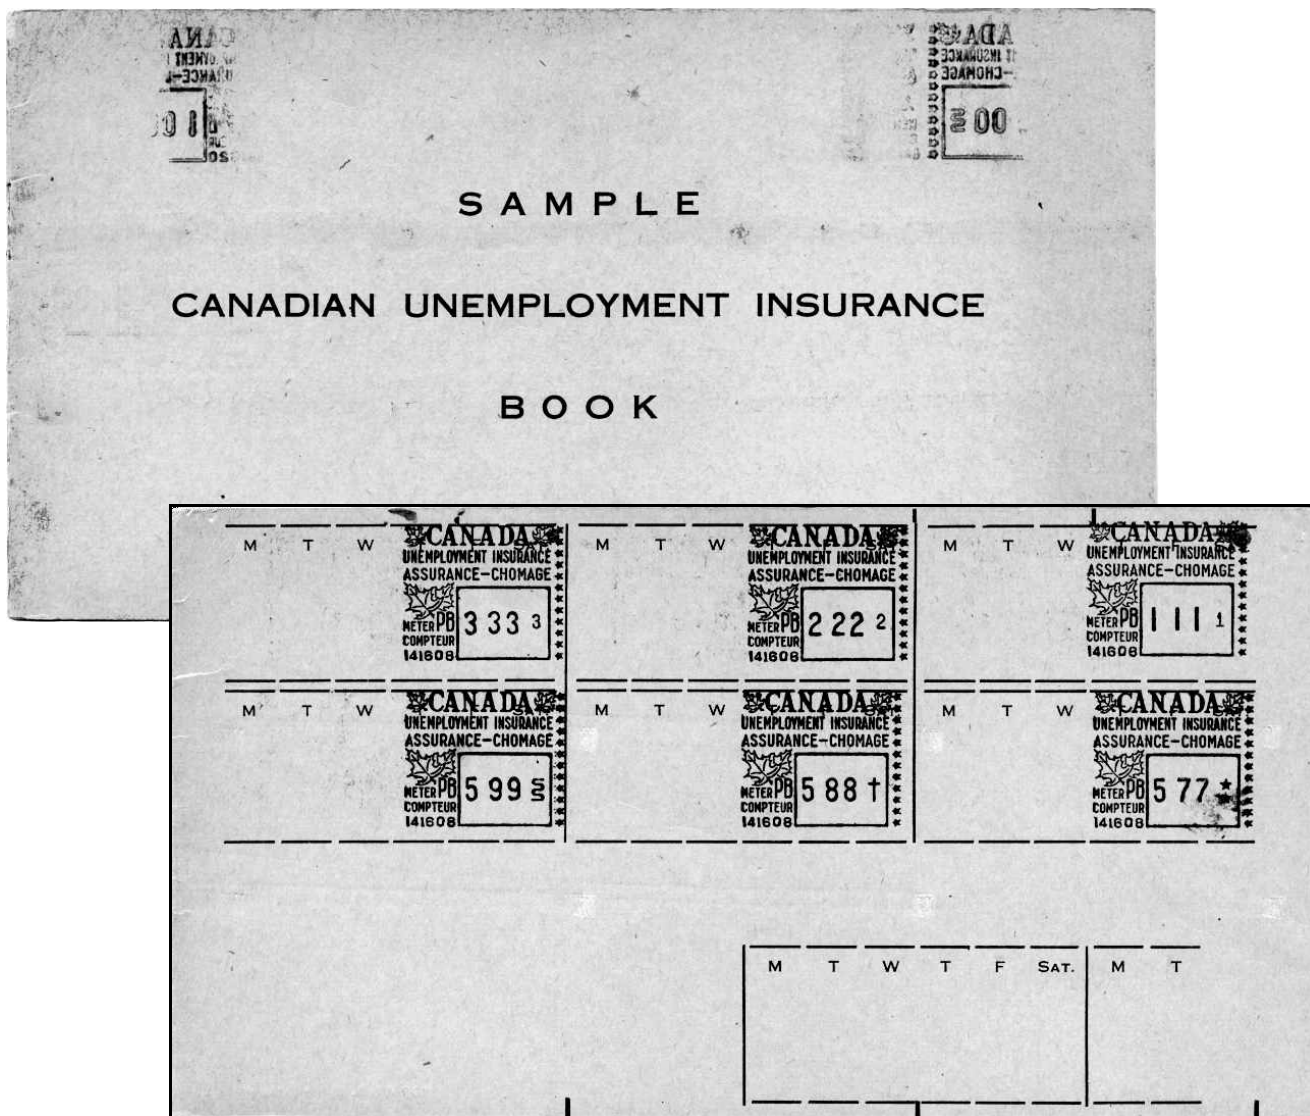 SAMPLE
CANADIAN UNEMPLOYMENT INSURANCE
BOOK
M T W
CANADA
UNEMPLOYMENT INSURANCE
ASSURANCE-CHOMAGE
METER PB
COMPTEUR
141608
3 33 3
M T W
CANADA
UNEMPLOYMENT INSURANCE
ASSURANCE-CHOMAGE
METER PB
COMPTEUR
141608
2 22 2
M T W
CANADA
UNEMPLOYMENT INSURANCE
ASSURANCE-CHOMAGE
METER PB
COMPTEUR
141608
1 11 1
M T W
CANADA
UNEMPLOYMENT INSURANCE
ASSURANCE-CHOMAGE
METER PB
COMPTEUR
141608
5 99 S
M T W
CANADA
UNEMPLOYMENT INSURANCE
ASSURANCE-CHOMAGE
METER PB
COMPTEUR
141608
5 88 †
M T W
CANADA
UNEMPLOYMENT INSURANCE
ASSURANCE-CHOMAGE
METER PB
COMPTEUR
141608
5 77 ★
M T W T F SAT. M T